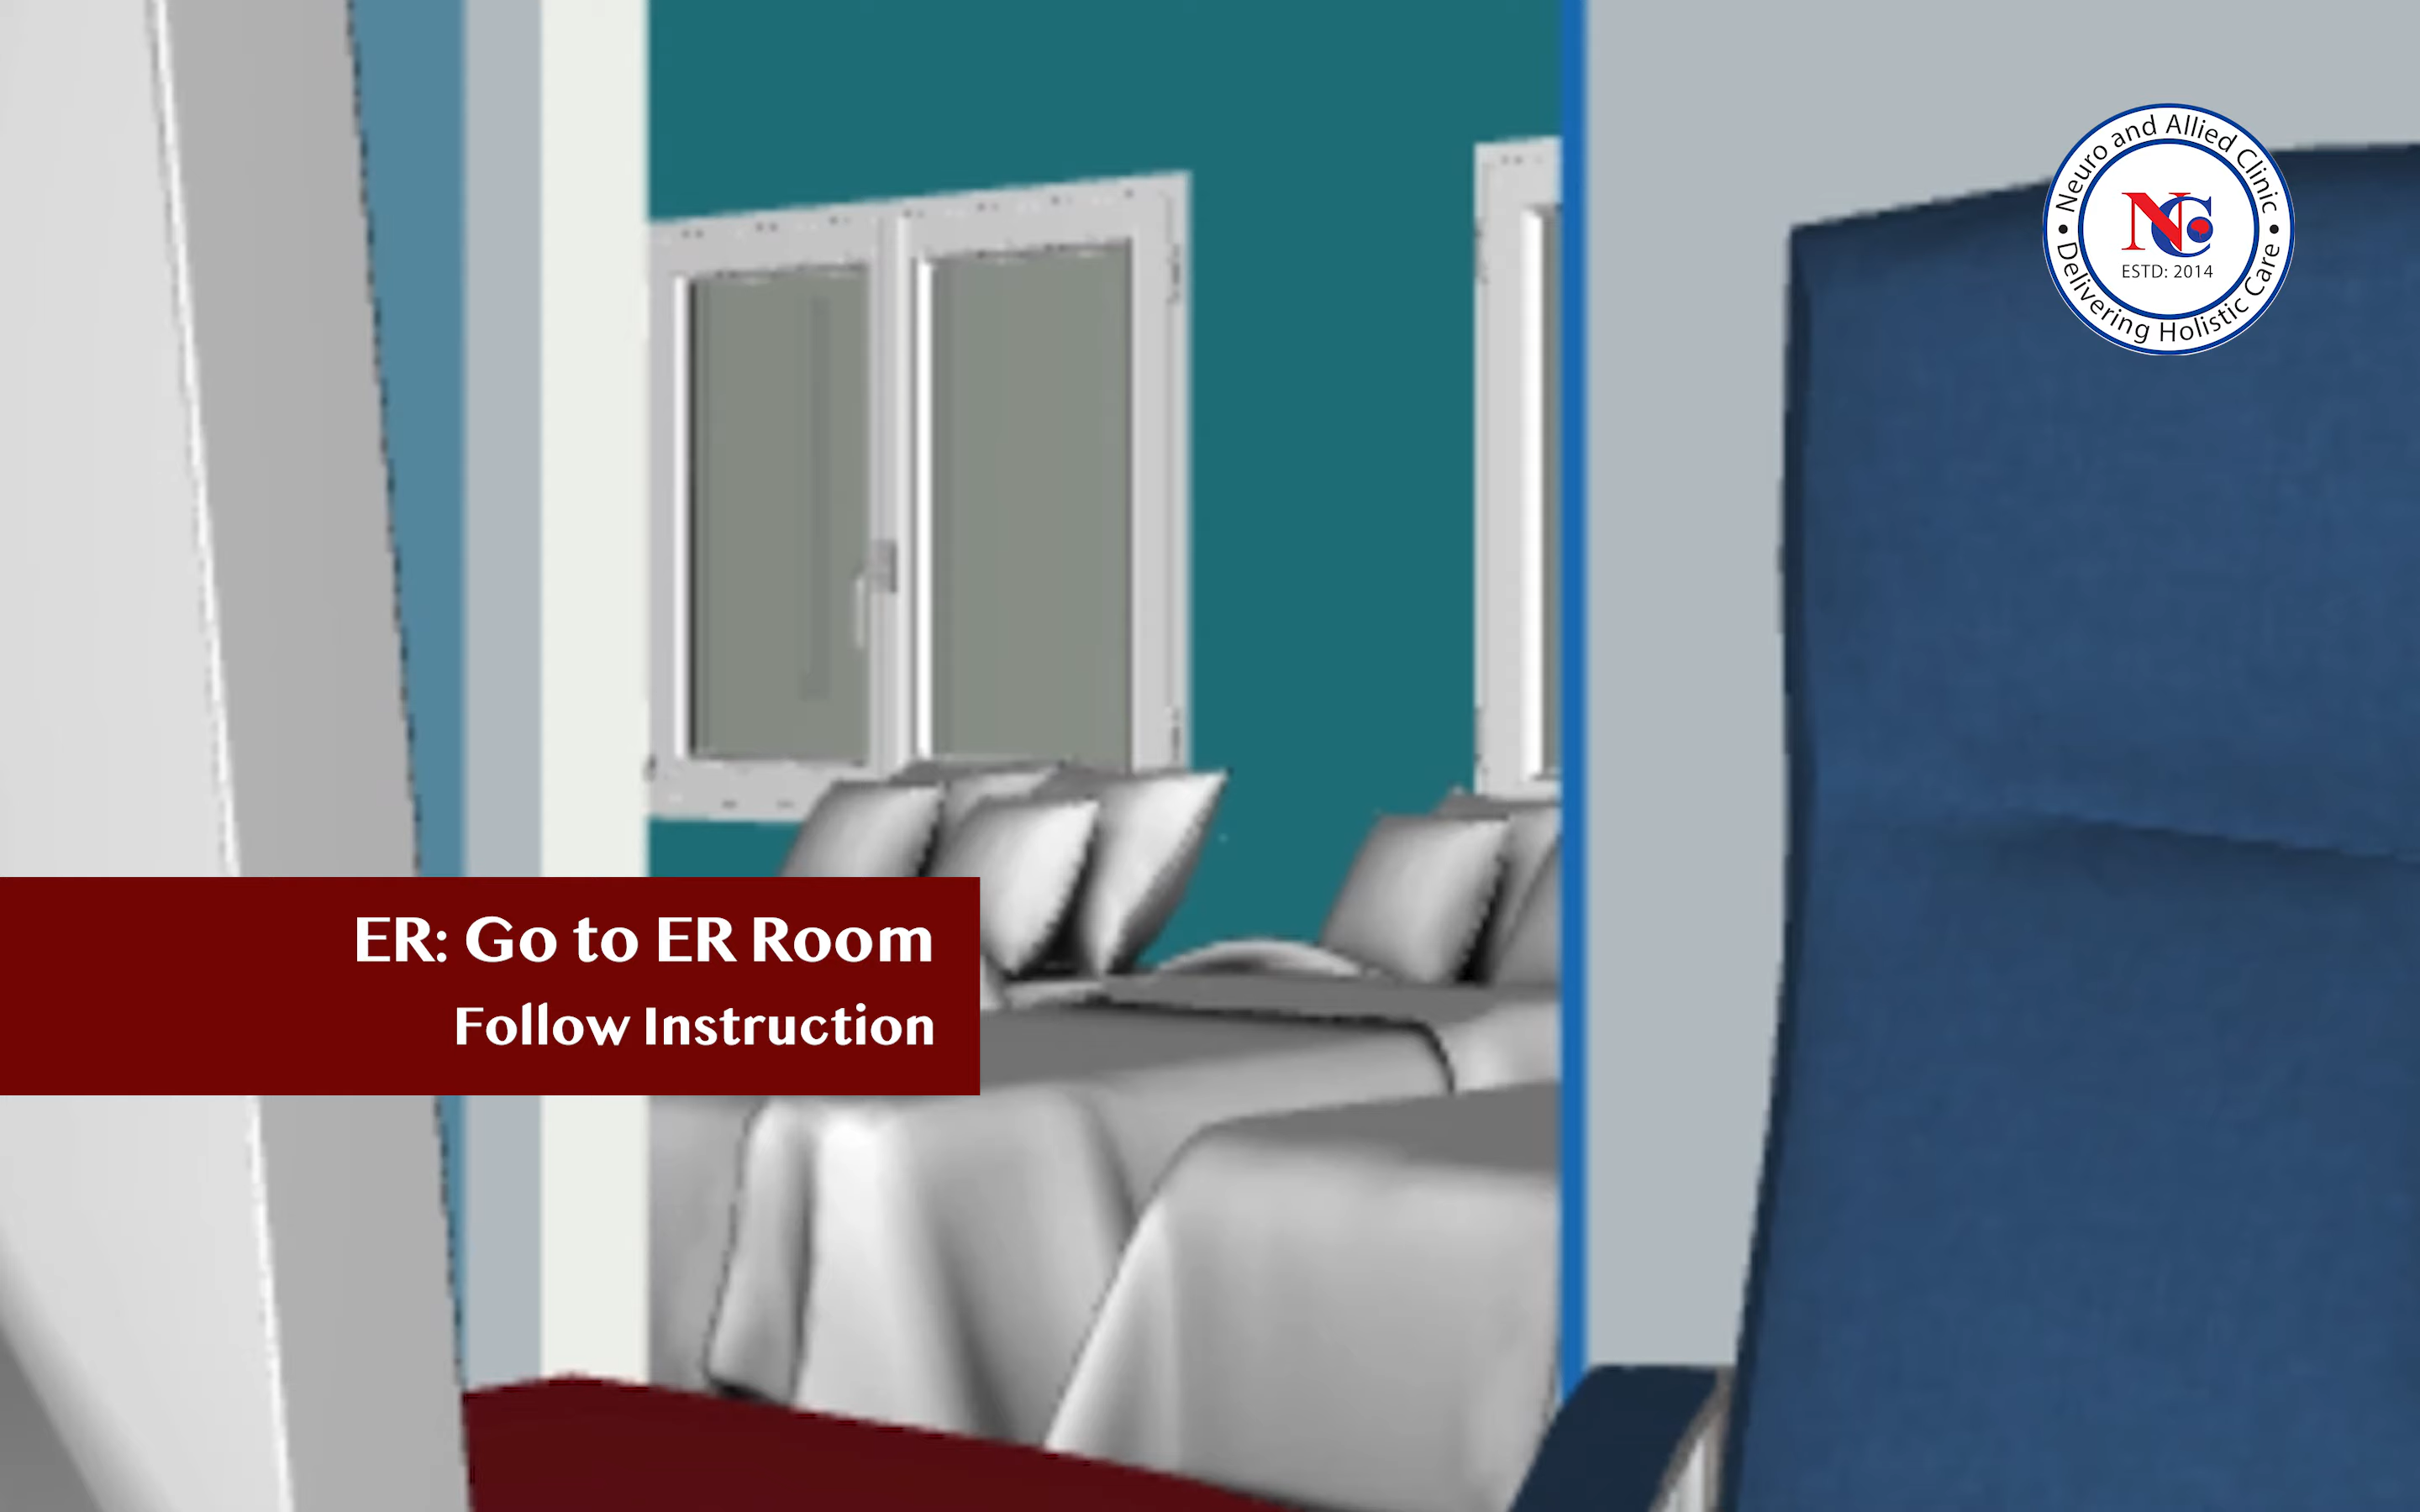 Neuro and Allied Clinic
NC
ESTD: 2014
Delivering Holistic Care
ER: Go to ER Room
Follow Instruction